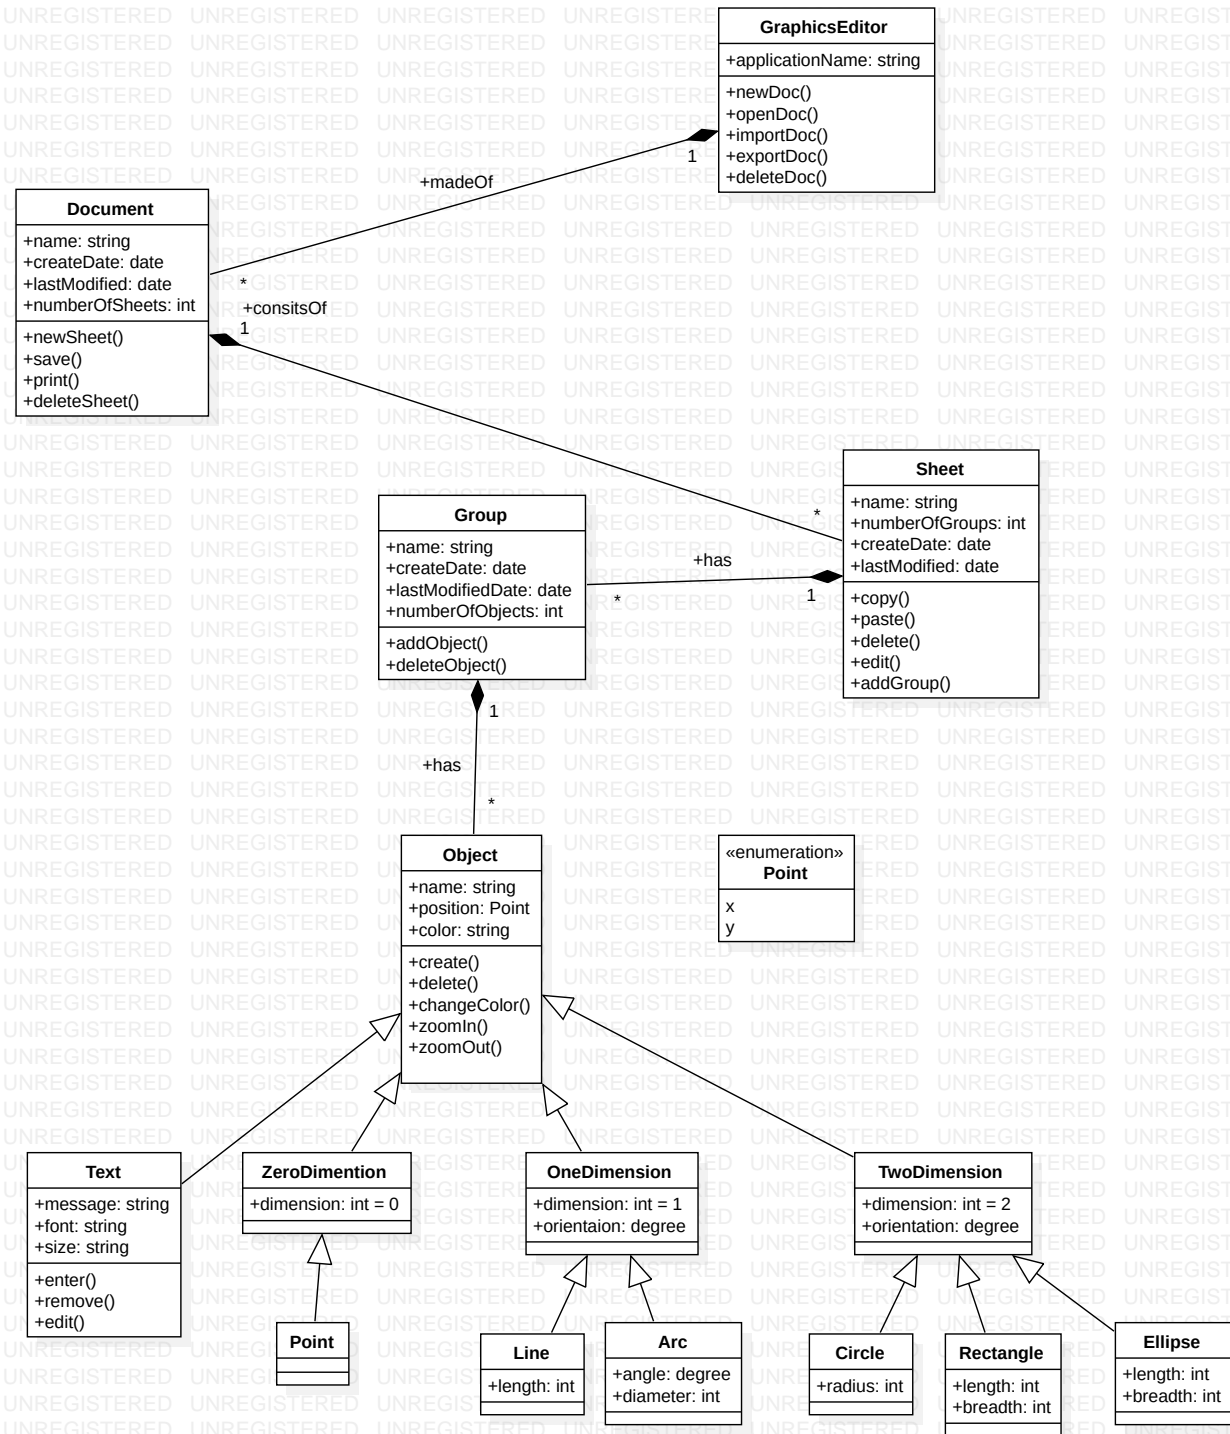 GraphicsEditor
+applicationName: string
+newDoc()
+openDoc()
+importDoc()
+exportDoc()
+deleteDoc()
1
+madeOf
*
Document
+name: string
+createDate: date
+lastModified: date
+numberOfSheets: int
+newSheet()
+save()
+print()
+deleteSheet()
+consitsOf
1
*
Sheet
+name: string
+numberOfGroups: int
+createDate: date
+lastModified: date
+copy()
+paste()
+delete()
+edit()
+addGroup()
+has
*
1
Group
+name: string
+createDate: date
+lastModifiedDate: date
+numberOfObjects: int
+addObject()
+deleteObject()
1
+has
*
Object
+name: string
+position: Point
+color: string
+create()
+delete()
+changeColor()
+zoomIn()
+zoomOut()
«enumeration»
Point
x
y
Text
+message: string
+font: string
+size: string
+enter()
+remove()
+edit()
ZeroDimention
+dimension: int = 0
OneDimension
+dimension: int = 1
+orientaion: degree
TwoDimension
+dimension: int = 2
+orientation: degree
Point
Line
+length: int
Arc
+angle: degree
+diameter: int
Circle
+radius: int
Rectangle
+length: int
+breadth: int
Ellipse
+length: int
+breadth: int
UNREGISTERED